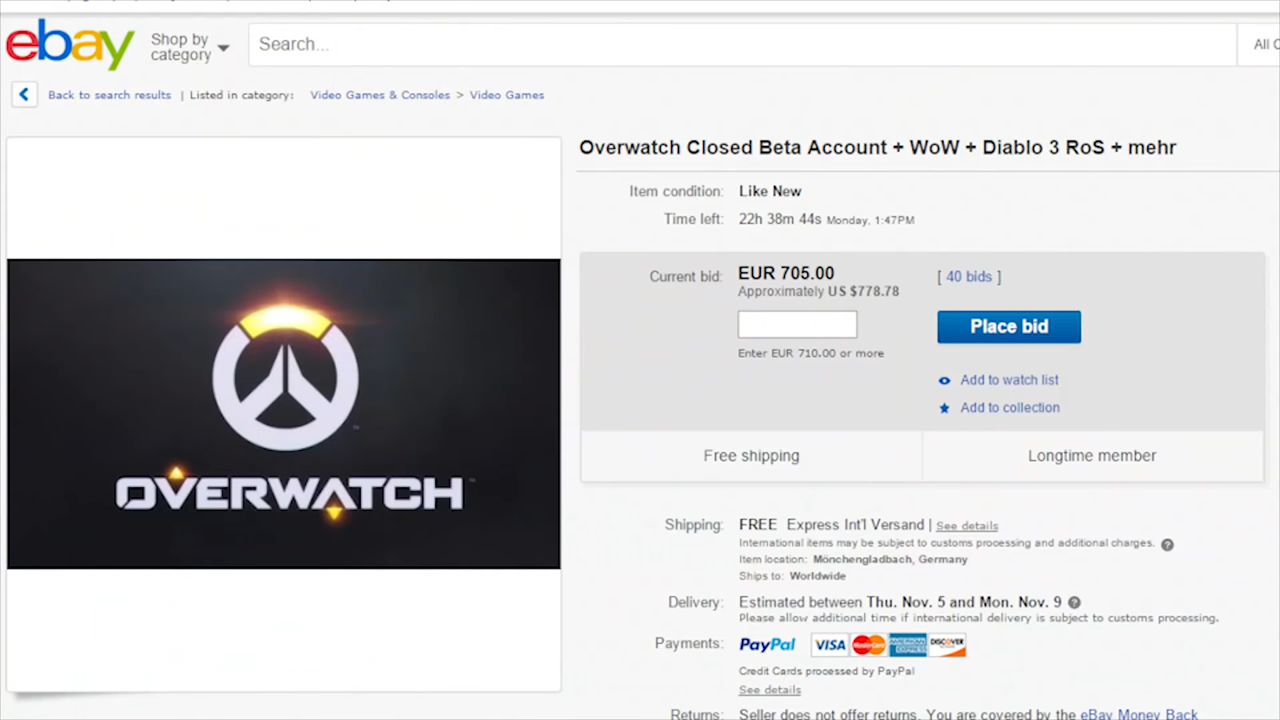 ebay
Shop by
category
Search...
All C
Back to search results | Listed in category: Video Games & Consoles > Video Games
Overwatch Closed Beta Account + WoW + Diablo 3 RoS + mehr
Item condition: Like New
Time left: 22h 38m 44s Monday, 1:47PM
Current bid: EUR 705.00 [ 40 bids ]
Approximately US $778.78
Place bid
Enter EUR 710.00 or more
Add to watch list
Add to collection
Free shipping
Longtime member
OVERWATCH
Shipping: FREE Express Int'l Versand | See details
International items may be subject to customs processing and additional charges.
Item location: Mönchengladbach, Germany
Ships to: Worldwide
Delivery: Estimated between Thu. Nov. 5 and Mon. Nov. 9
Please allow additional time if international delivery is subject to customs processing.
Payments: PayPal VISA MasterCard AMERICAN EXPRESS DISCOVER
Credit Cards processed by PayPal
See details
Returns: Seller does not offer returns. You are covered by the eBay Money Back